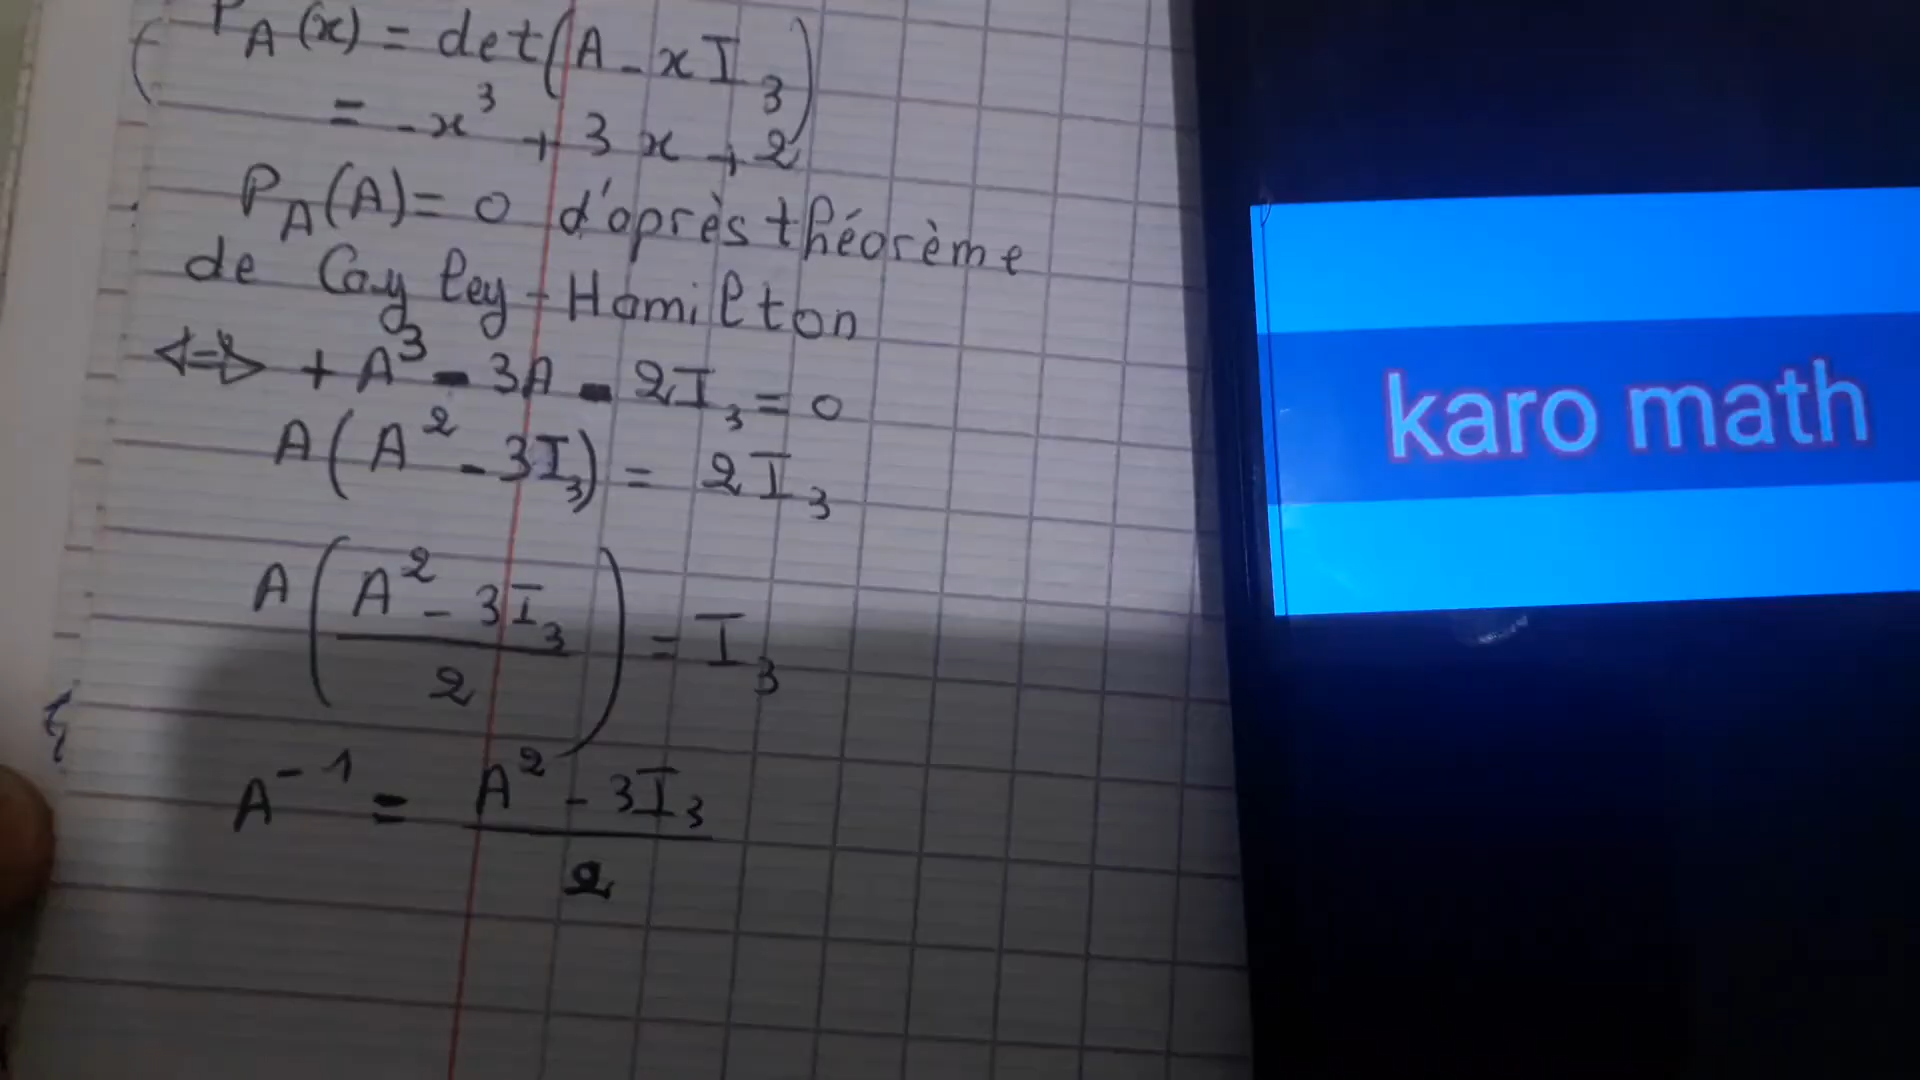 P_A(x) = det(A - xI_3)
= -x^3 + 3x + 2
P_A(A) = 0 d'après théorème
de Cayley-Hamilton
<=> + A^3 - 3A - 2I_3 = 0
A(A^2 - 3I_3) = 2I_3
A((A^2 - 3I_3)/2) = I_3
A^-1 = (A^2 - 3I_3)/2
karo math